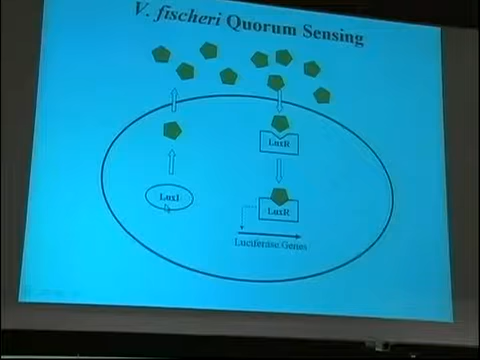 V. fischeri Quorum Sensing
LuxR
LuxI
LuxR
Luciferase Genes